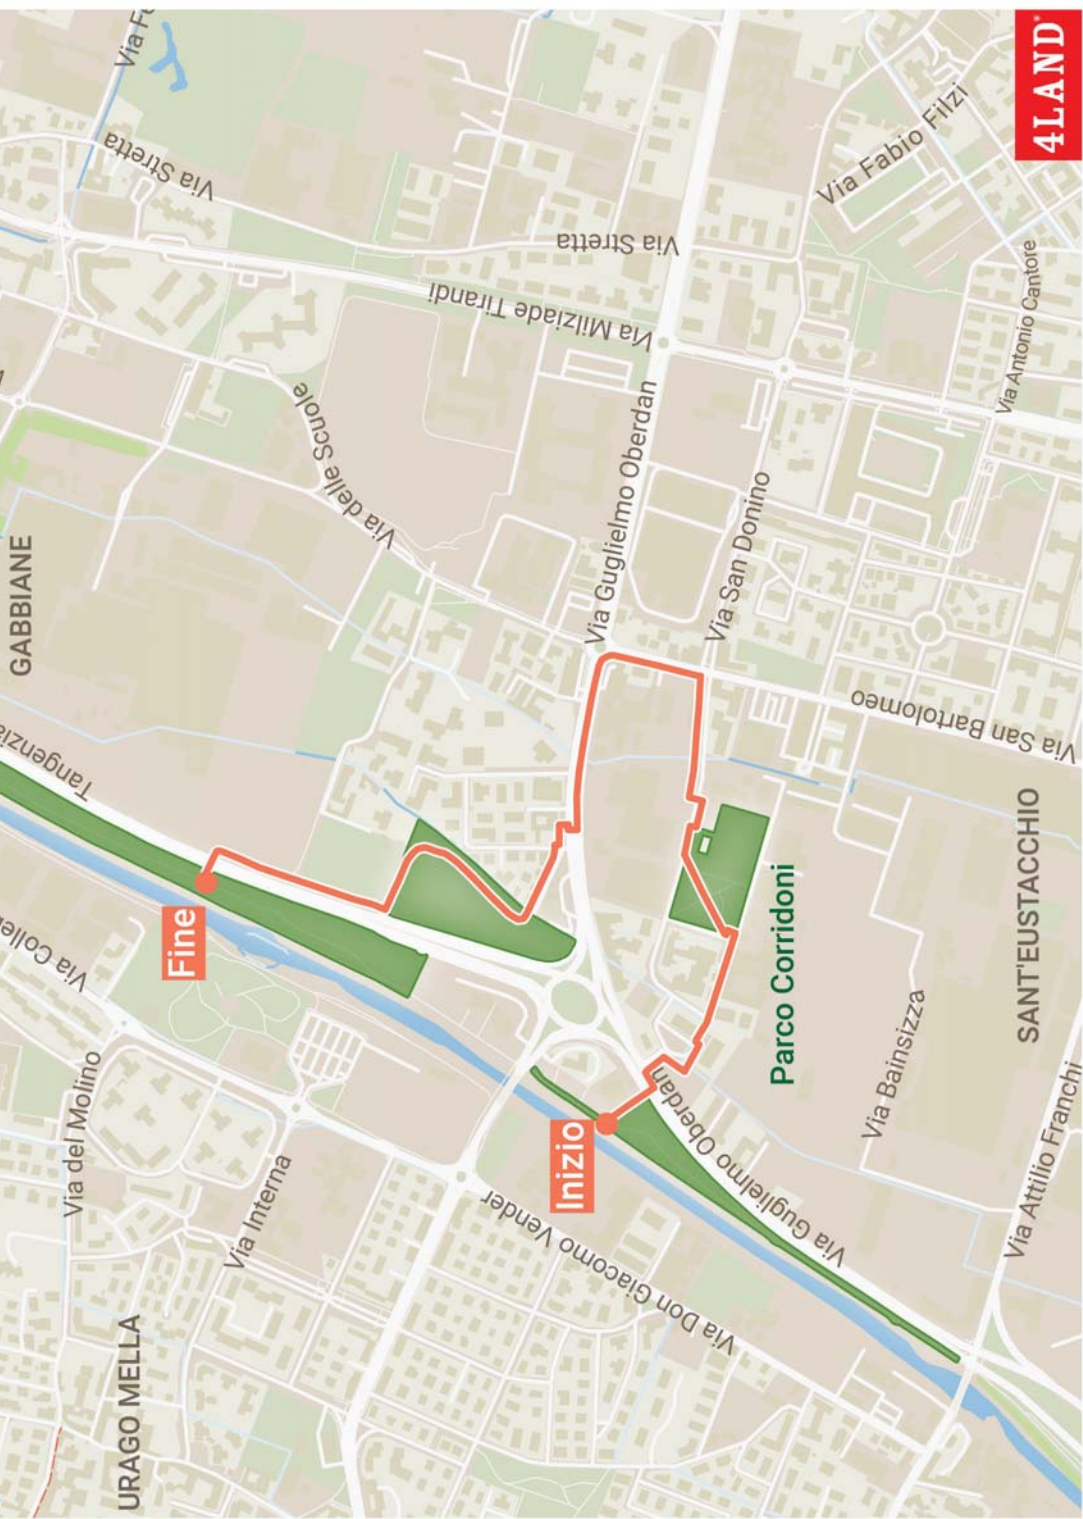 Via Stretta
Via Stretta
Via Milziade Tirandi
Via Fabio Filzi
Via Antonio Cantore
4LAND
Via delle Scuole
Via Guglielmo Oberdan
Via San Donino
GABBIANE
Via San Bartolomeo
SANT'EUSTACCHIO
Fine
Parco Corridoni
Via del Molino
Via Interna
Inizio
Via Guglielmo Oberdan
Via Bainsizza
Via Attilio Franchi
Via Don Giacomo Vender
URAGO MELLA